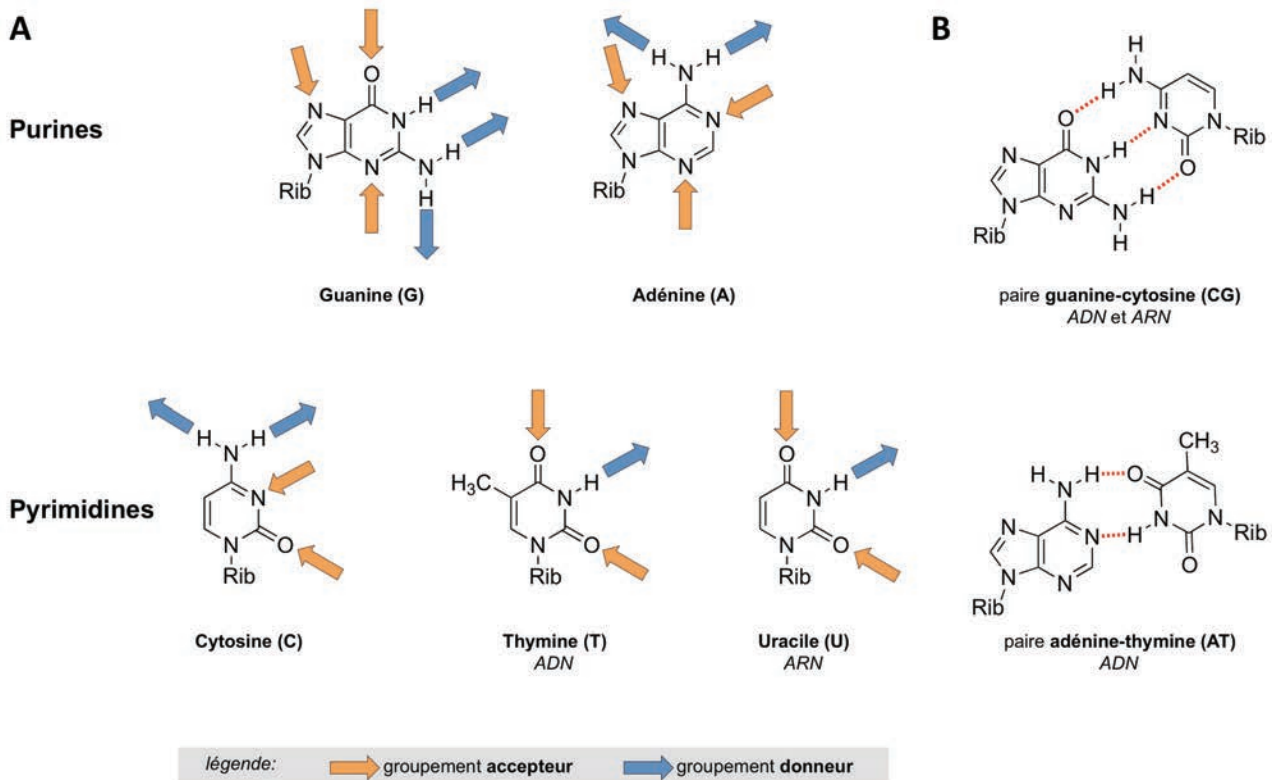 A
B
Purines
O
N
N
H
N
N
N
H
H
Rib
Guanine (G)
H
H
N
N
N
N
N
Rib
Adénine (A)
H
N
H
O
N
N
Rib
O
N
N
H
N
N
N
H
H
Rib
paire guanine-cytosine (CG)
ADN et ARN
Pyrimidines
H
H
N
N
N
O
Rib
Cytosine (C)
O
H₃C
N
H
N
O
Rib
Thymine (T)
ADN
O
N
H
N
O
Rib
Uracile (U)
ARN
CH₃
H
H
O
N
N
N
H
N
N
Rib
O
N
N
Rib
paire adénine-thymine (AT)
ADN
légende:
groupement accepteur
groupement donneur